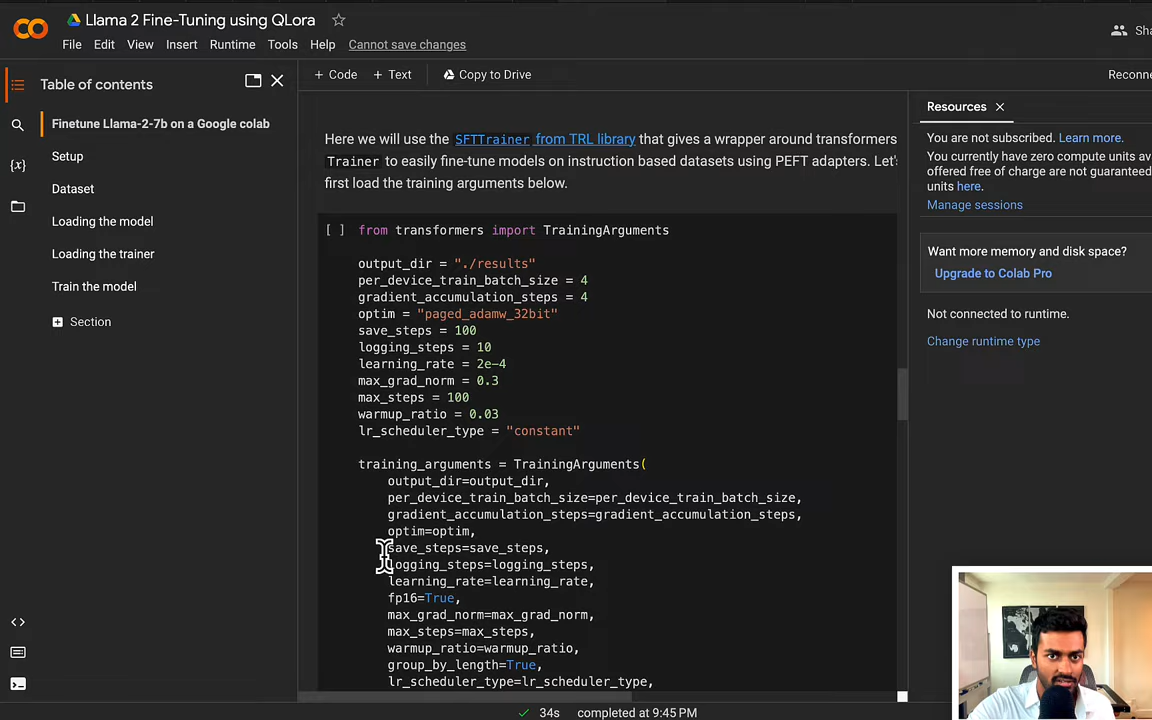 Llama 2 Fine-Tuning using QLora
File Edit View Insert Runtime Tools Help Cannot save changes
Sha
Table of contents
Finetune Llama-2-7b on a Google colab
Setup
Dataset
Loading the model
Loading the trainer
Train the model
Section
+ Code + Text Copy to Drive
Reconne
Here we will use the SFTTrainer from TRL library that gives a wrapper around transformers
Trainer to easily fine-tune models on instruction based datasets using PEFT adapters. Let's
first load the training arguments below.
[ ] from transformers import TrainingArguments
output_dir = "./results"
per_device_train_batch_size = 4
gradient_accumulation_steps = 4
optim = "paged_adamw_32bit"
save_steps = 100
logging_steps = 10
learning_rate = 2e-4
max_grad_norm = 0.3
max_steps = 100
warmup_ratio = 0.03
lr_scheduler_type = "constant"
training_arguments = TrainingArguments(
output_dir=output_dir,
per_device_train_batch_size=per_device_train_batch_size,
gradient_accumulation_steps=gradient_accumulation_steps,
optim=optim,
save_steps=save_steps,
logging_steps=logging_steps,
learning_rate=learning_rate,
fp16=True,
max_grad_norm=max_grad_norm,
max_steps=max_steps,
warmup_ratio=warmup_ratio,
group_by_length=True,
lr_scheduler_type=lr_scheduler_type,
Resources
You are not subscribed. Learn more.
You currently have zero compute units av
offered free of charge are not guaranteed
units here.
Manage sessions
Want more memory and disk space?
Upgrade to Colab Pro
Not connected to runtime.
Change runtime type
34s completed at 9:45 PM